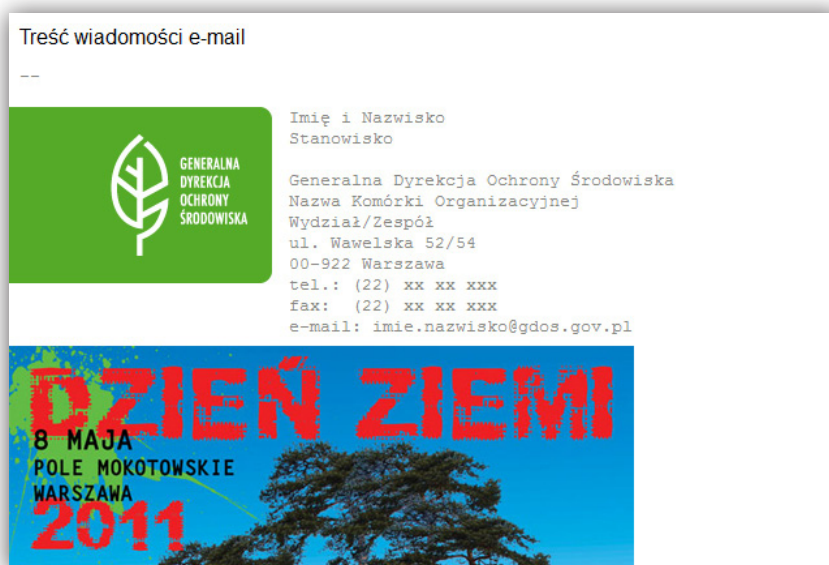 Treść wiadomości e-mail
--
GENERALNA
DYREKCJA
OCHRONY
ŚRODOWISKA
Imię i Nazwisko
Stanowisko
Generalna Dyrekcja Ochrony Środowiska
Nazwa Komórki Organizacyjnej
Wydział/Zespół
ul. Wawelska 52/54
00-922 Warszawa
tel.: (22) xx xx xxx
fax: (22) xx xx xxx
e-mail: imie.nazwisko@gdos.gov.pl
DZIEŃ ZIEMI
8 MAJA
POLE MOKOTOWSKIE
WARSZAWA
2011